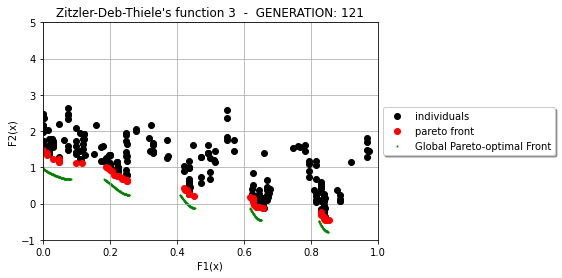 Zitzler-Deb-Thiele's function 3 - GENERATION: 121
5
4
3
2
1
0
−1
F2(x)
0.0 0.2 0.4 0.6 0.8 1.0
F1(x)
individuals
pareto front
Global Pareto-optimal Front